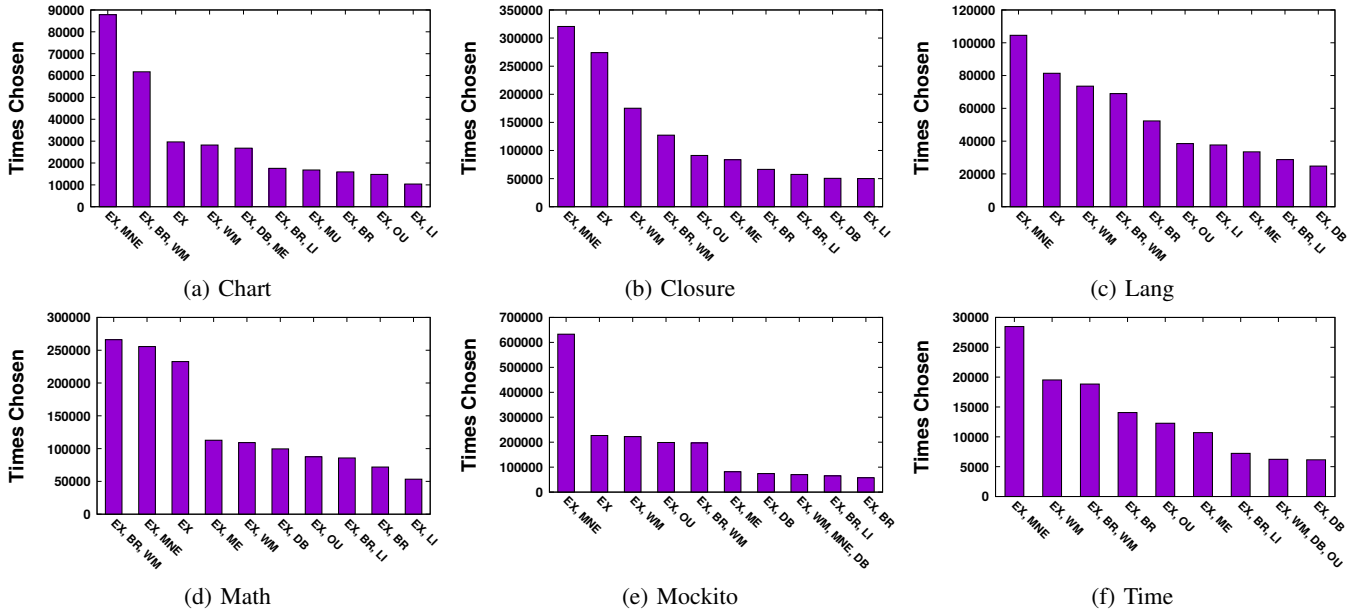 Times Chosen
90000
80000
70000
60000
50000
40000
30000
20000
10000
0
EX, MNE
EX, BR, WM
EX
EX, WM
EX, DB, ME
EX, BR, LI
EX, MU
EX, BR
EX, OU
EX, LI
(a) Chart
Times Chosen
350000
300000
250000
200000
150000
100000
50000
0
EX, MNE
EX
EX, WM
EX, BR, WM
EX, OU
EX, ME
EX, BR
EX, BR, LI
EX, DB
EX, LI
(b) Closure
Times Chosen
120000
100000
80000
60000
40000
20000
0
EX, MNE
EX
EX, WM
EX, BR, WM
EX, BR
EX, OU
EX, LI
EX, ME
EX, BR, LI
EX, DB
(c) Lang
Times Chosen
300000
250000
200000
150000
100000
50000
0
EX, BR, WM
EX, MNE
EX
EX, ME
EX, WM
EX, DB
EX, OU
EX, BR, LI
EX, BR
EX, LI
(d) Math
Times Chosen
700000
600000
500000
400000
300000
200000
100000
0
EX, MNE
EX
EX, WM
EX, OU
EX, BR, WM
EX, ME
EX, DB
EX, WM, MNE, DB
EX, BR, LI
EX, BR
(e) Mockito
Times Chosen
30000
25000
20000
15000
10000
5000
0
EX, MNE
EX, WM
EX, BR, WM
EX, BR
EX, OU
EX, ME
EX, BR, LI
EX, WM, DB, OU
EX, DB
(f) Time